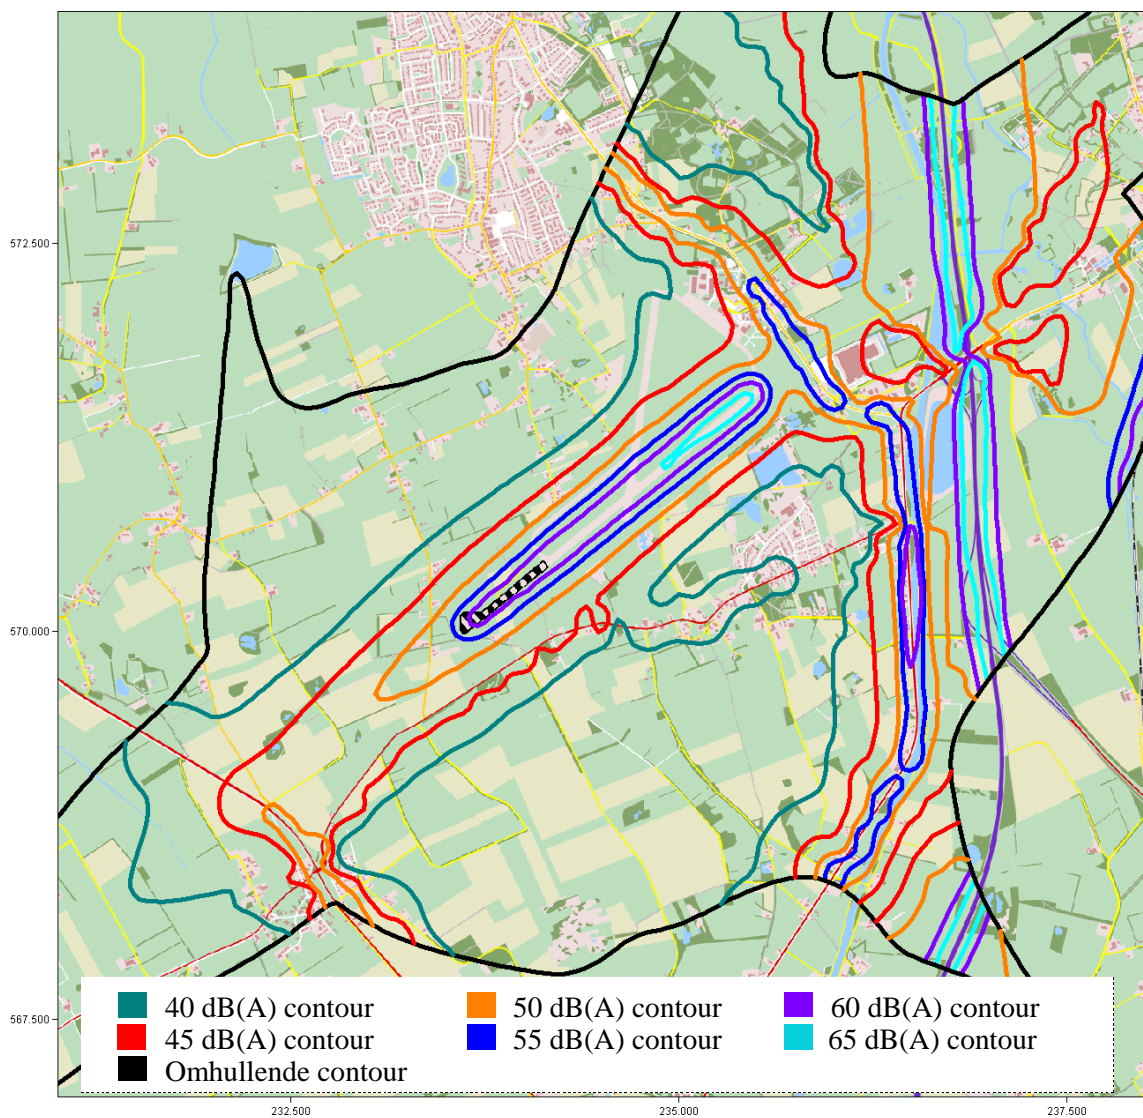 572.500
570.000
567.500
40 dB(A) contour 50 dB(A) contour 60 dB(A) contour
45 dB(A) contour 55 dB(A) contour 65 dB(A) contour
Omhullende contour
232.500 235.000 237.500